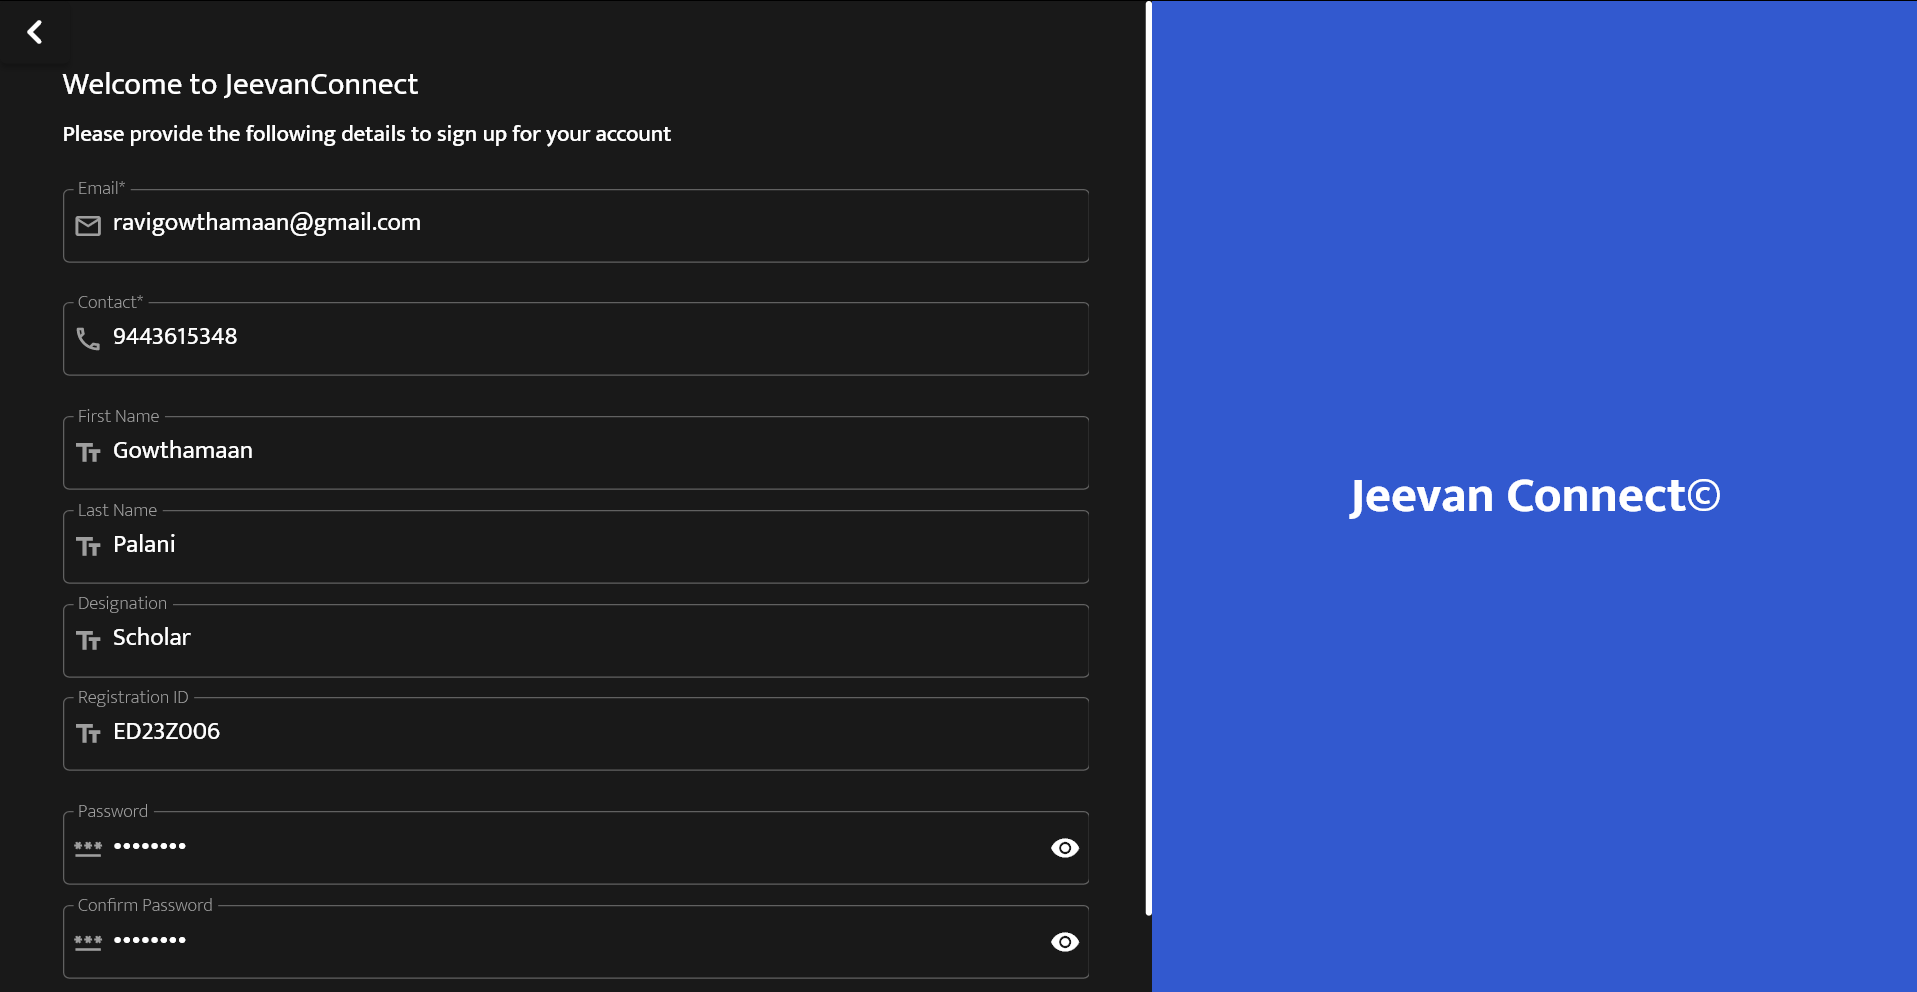 Welcome to JeevanConnect
Please provide the following details to sign up for your account
Email*
ravigowthamaan@gmail.com
Contact*
9443615348
First Name
Gowthamaan
Last Name
Palani
Designation
Scholar
Registration ID
ED23Z006
Password
••••••••
Confirm Password
••••••••
Jeevan Connect©